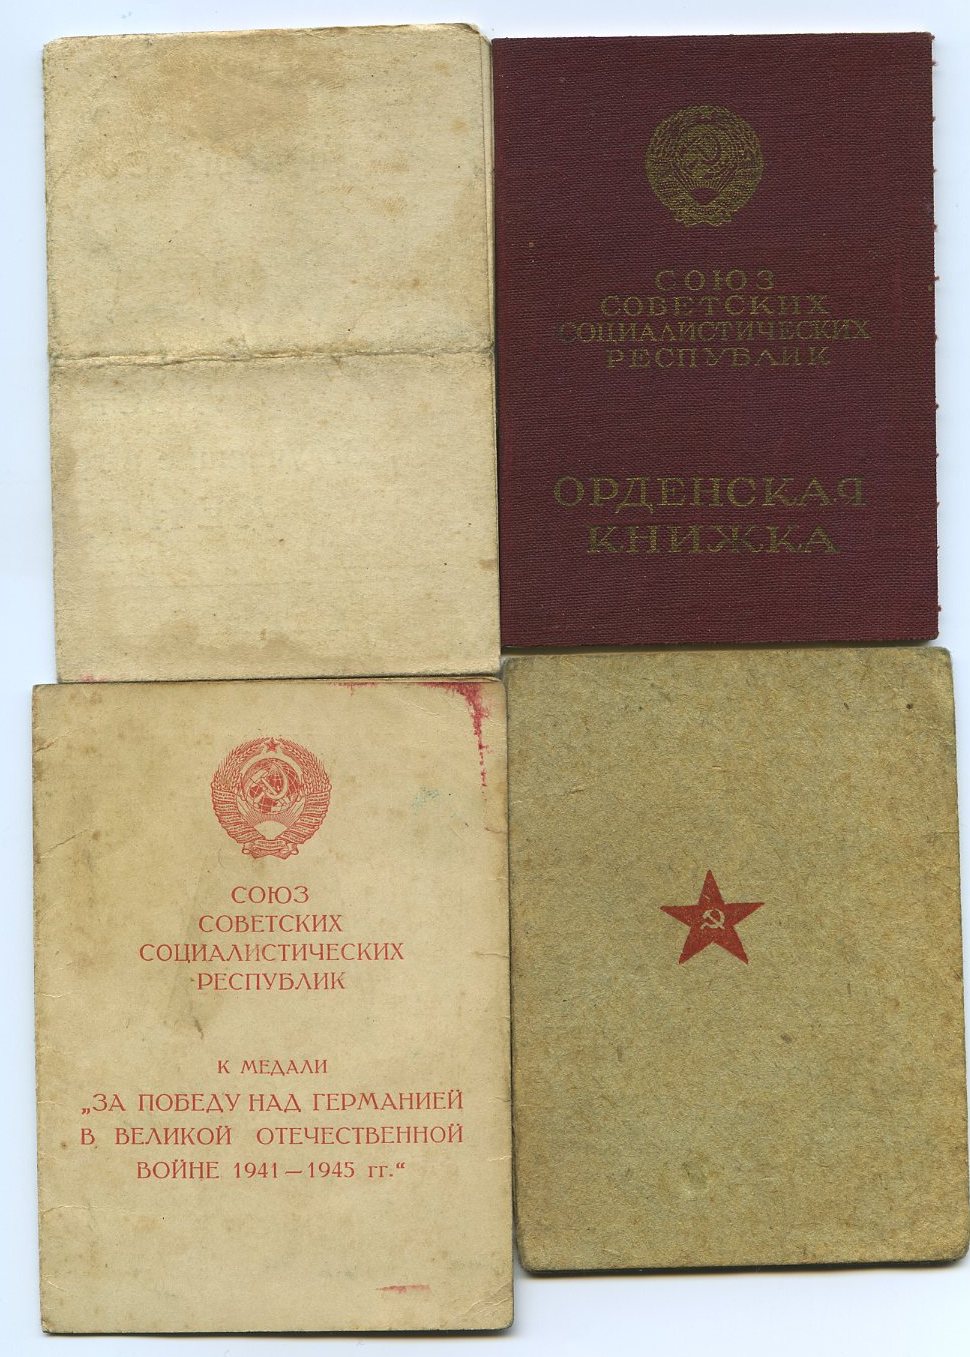 СОЮЗ
СОВЕТСКИХ
СОЦИАЛИСТИЧЕСКИХ
РЕСПУБЛИК
ОРДЕНСКАЯ
КНИЖКА
СОЮЗ
СОВЕТСКИХ
СОЦИАЛИСТИЧЕСКИХ
РЕСПУБЛИК
К МЕДАЛИ
„ЗА ПОБЕДУ НАД ГЕРМАНИЕЙ
В ВЕЛИКОЙ ОТЕЧЕСТВЕННОЙ
ВОЙНЕ 1941—1945 гг.“